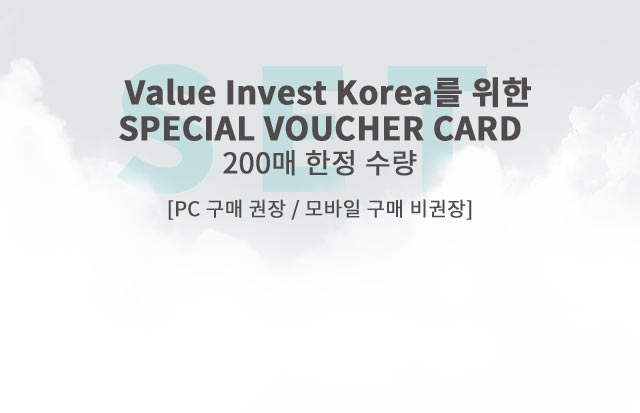 SET
Value Invest Korea를 위한
SPECIAL VOUCHER CARD
200매 한정 수량
[PC 구매 권장 / 모바일 구매 비권장]